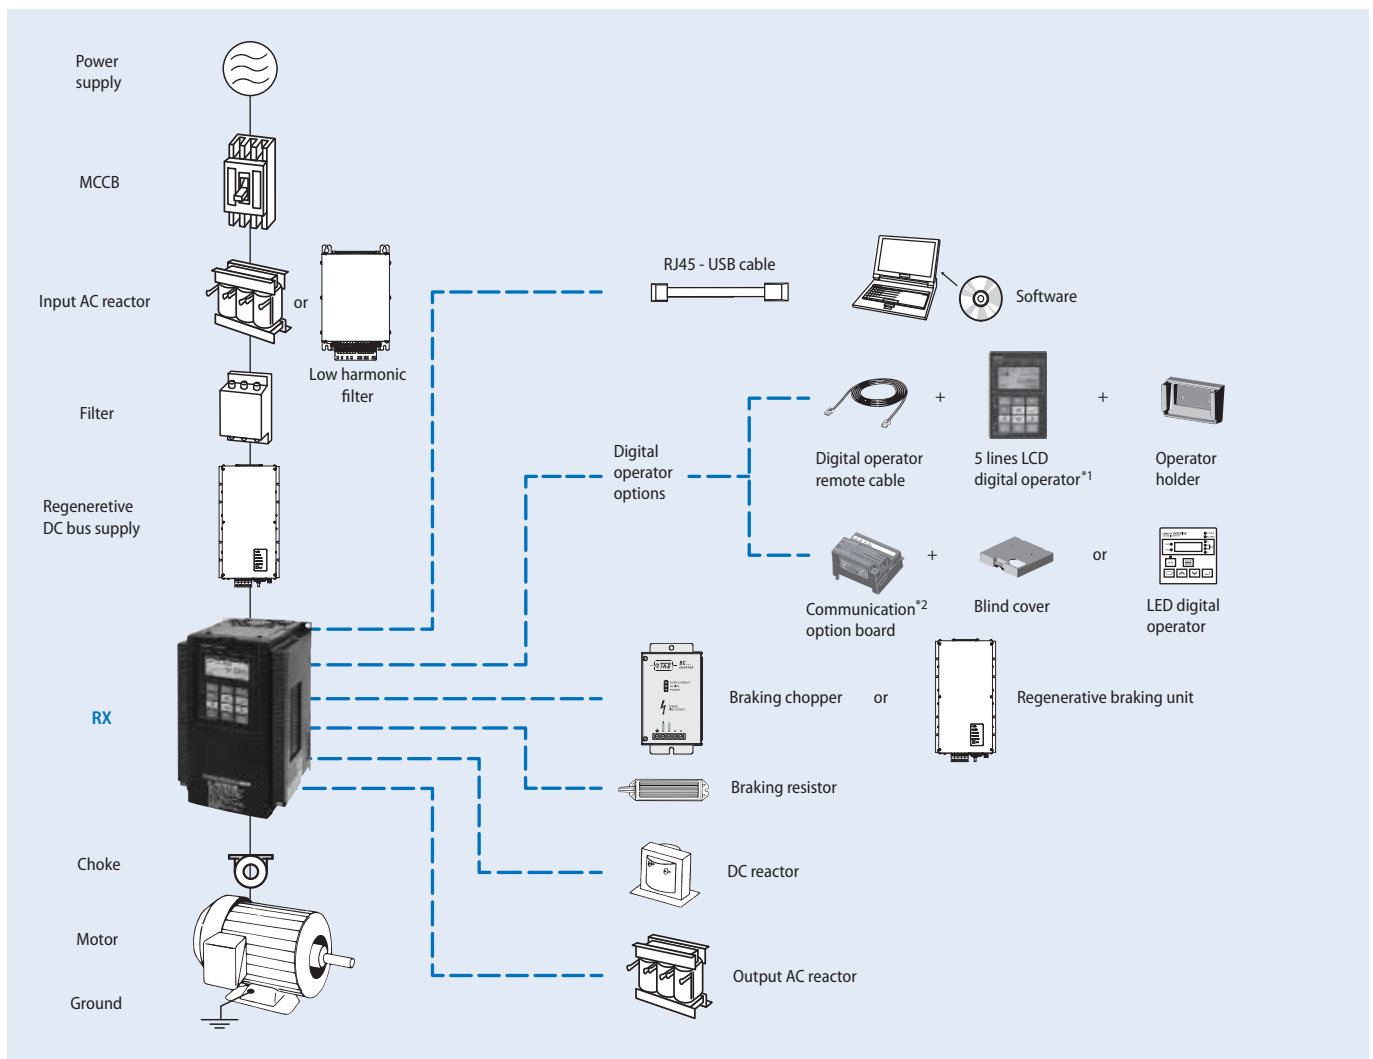 Power
supply
MCCB
Input AC reactor
or
Low harmonic
filter
Filter
Regeneretive
DC bus supply
RX
Choke
Motor
Ground
RJ45 - USB cable
Software
Digital
operator
options
+
+
Digital operator
remote cable
5 lines LCD
digital operator*1
Operator
holder
+
or
Communication*2
option board
Blind cover
LED digital
operator
Braking chopper
or
Regenerative braking unit
Braking resistor
DC reactor
Output AC reactor